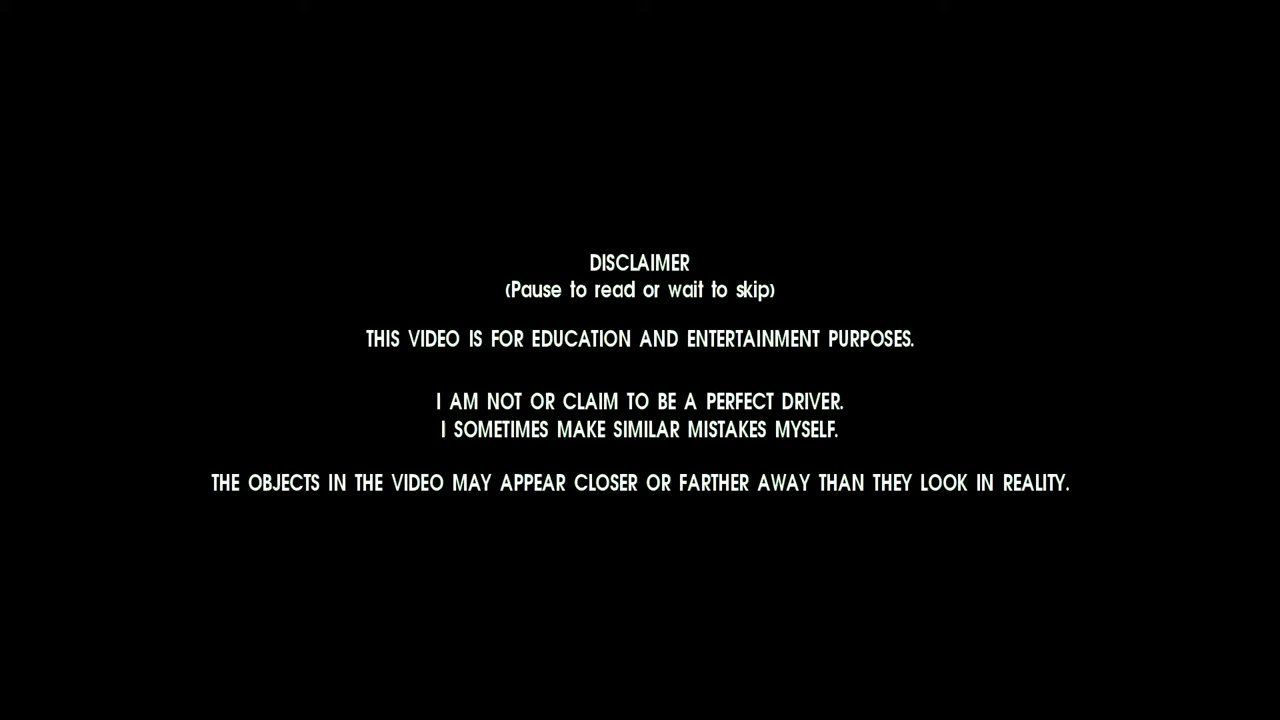 DISCLAIMER
(Pause to read or wait to skip)
THIS VIDEO IS FOR EDUCATION AND ENTERTAINMENT PURPOSES.
I AM NOT OR CLAIM TO BE A PERFECT DRIVER.
I SOMETIMES MAKE SIMILAR MISTAKES MYSELF.
THE OBJECTS IN THE VIDEO MAY APPEAR CLOSER OR FARTHER AWAY THAN THEY LOOK IN REALITY.